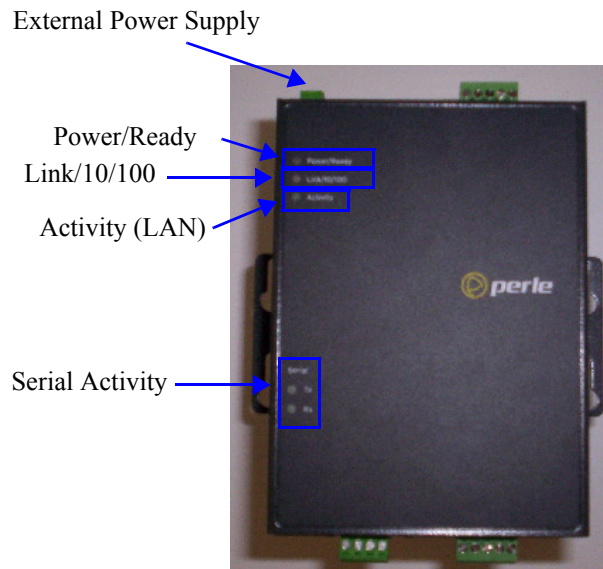 External Power Supply
Power/Ready
Link/10/100
Activity (LAN)
Serial Activity
Power/Ready
Link/10/100
Activity
perle
Serial
Tx
Rx